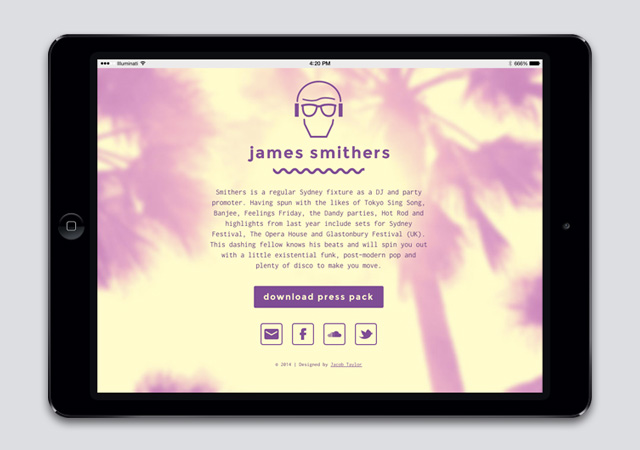 Illuminati
4:20 PM
666%
james smithers
Smithers is a regular Sydney fixture as a DJ and party
promoter. Having spun with the likes of Tokyo Sing Song,
Banjee, Feelings Friday, the Dandy parties, Hot Rod and
highlights from last year include sets for Sydney
Festival, The Opera House and Glastonbury Festival (UK).
This dashing fellow knows his beats and will spin you out
with a little existential funk, post-modern pop and
plenty of disco to make you move.
download press pack
© 2014 | Designed by Jacob Taylor